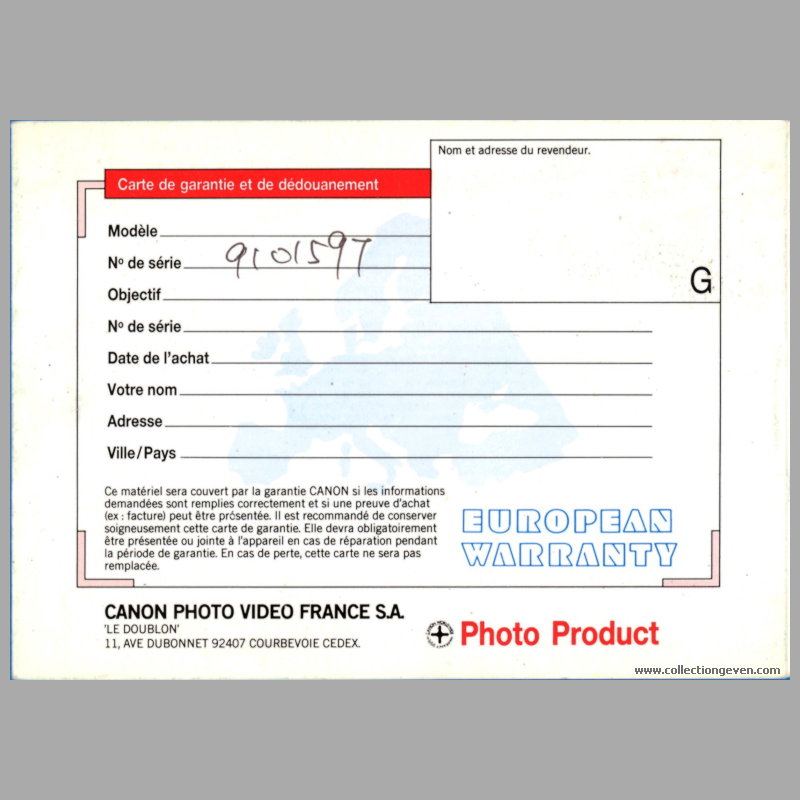 Nom et adresse du revendeur.
Carte de garantie et de dédouanement
Modèle
Nº de série 9101597
Objectif
Nº de série
Date de l'achat
Votre nom
Adresse
Ville/Pays
G
Ce matériel sera couvert par la garantie CANON si les informations
demandées sont remplies correctement et si une preuve d'achat
(ex : facture) peut être présentée. Il est recommandé de conserver
soigneusement cette carte de garantie. Elle devra obligatoirement
être présentée ou jointe à l'appareil en cas de réparation pendant
la période de garantie. En cas de perte, cette carte ne sera pas
remplacée.
EUROPEAN
WARRANTY
CANON PHOTO VIDEO FRANCE S.A.
'LE DOUBLON'
11, AVE DUBONNET 92407 COURBEVOIE CEDEX.
Photo Product
www.collectiongeven.com